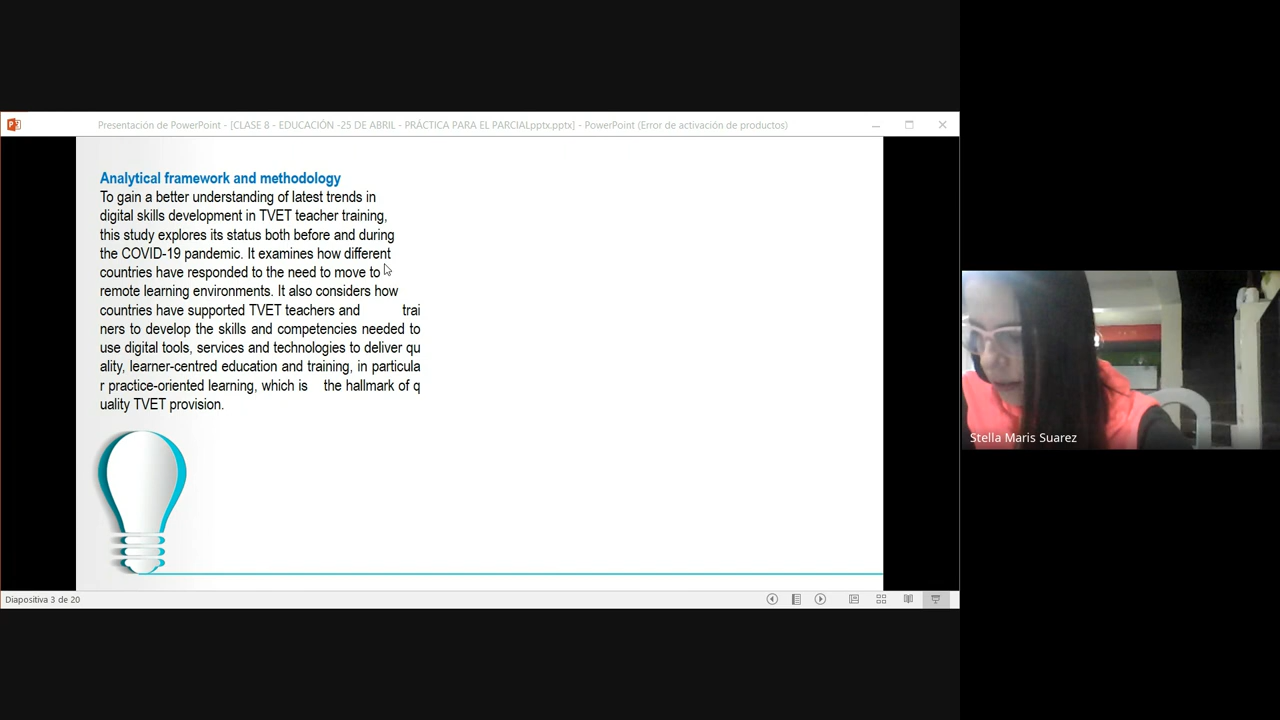 Presentación de PowerPoint - [CLASE 8 - EDUCACIÓN -25 DE ABRIL - PRÁCTICA PARA EL PARCIALpptx.pptx] - PowerPoint (Error de activación de productos)
Analytical framework and methodology
To gain a better understanding of latest trends in
digital skills development in TVET teacher training,
this study explores its status both before and during
the COVID-19 pandemic. It examines how different
countries have responded to the need to move to
remote learning environments. It also considers how
countries have supported TVET teachers and trai
ners to develop the skills and competencies needed to
use digital tools, services and technologies to deliver qu
ality, learner-centred education and training, in particula
r practice-oriented learning, which is the hallmark of q
uality TVET provision.
Stella Maris Suarez
Diapositiva 3 de 20